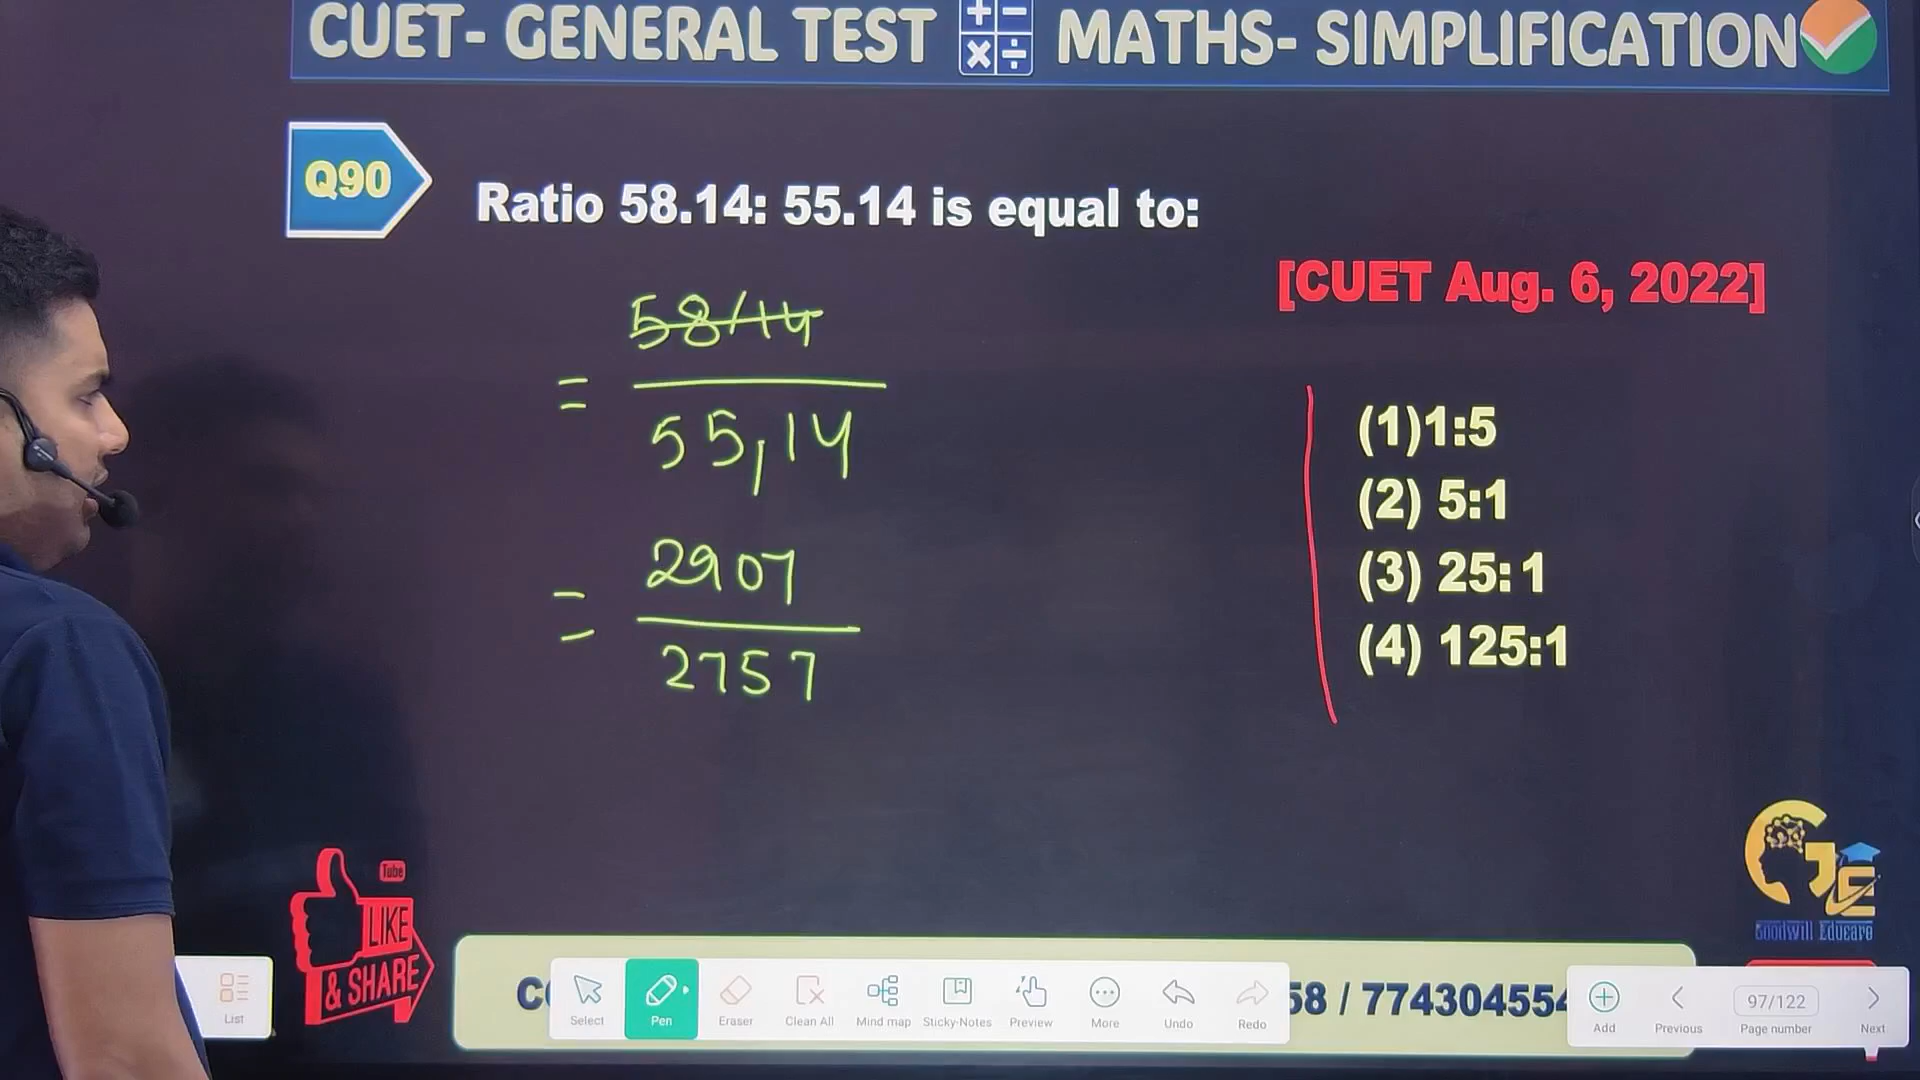 CUET- GENERAL TEST + - × ÷ MATHS- SIMPLIFICATION
Q90
Ratio 58.14: 55.14 is equal to:
[CUET Aug. 6, 2022]
58/14
=
55,14
2907
=
2757
(1)1:5
(2) 5:1
(3) 25:1
(4) 125:1
Tube
LIKE
& SHARE
GE
Goodwill Educare
58 / 774304554
List
Select
Pen
Eraser
Clean All
Mind map
Sticky-Notes
Preview
More
Undo
Redo
Add
Previous
97/122
Page number
Next